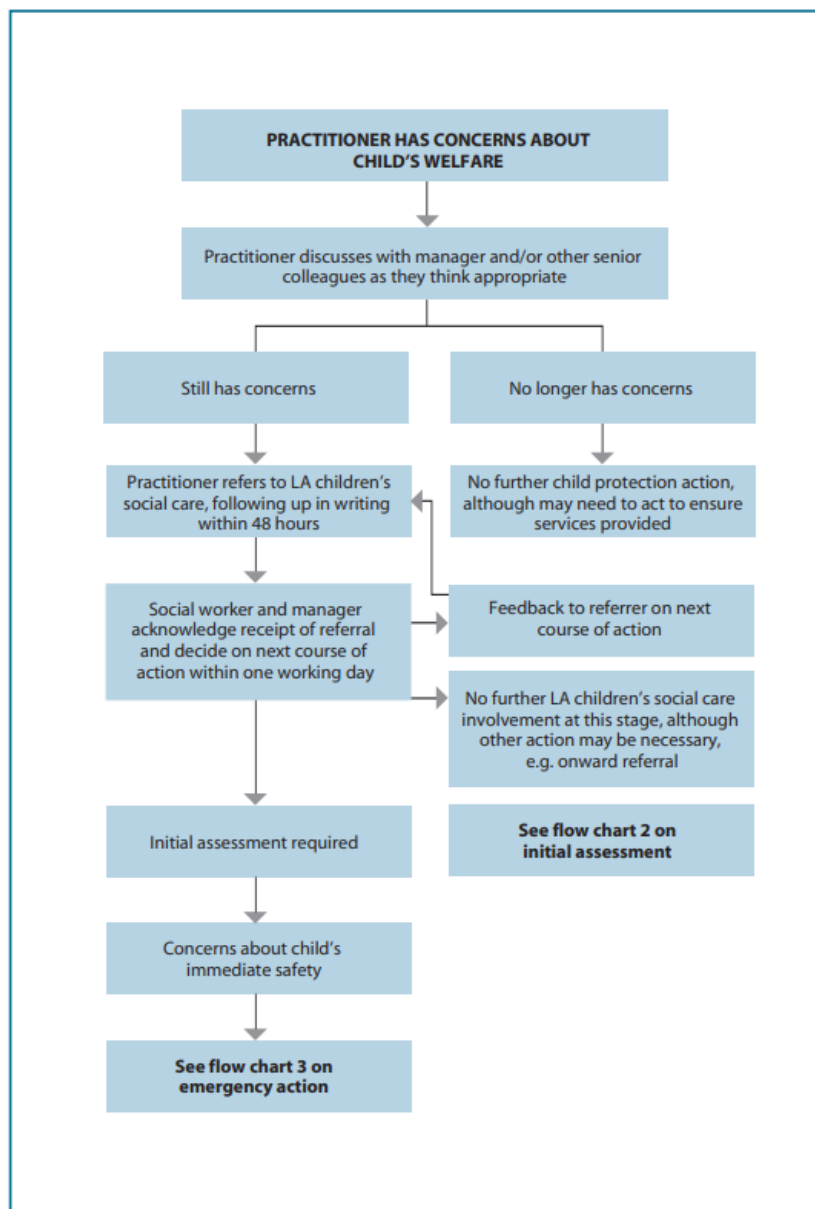 PRACTITIONER HAS CONCERNS ABOUT
CHILD’S WELFARE
Practitioner discusses with manager and/or other senior
colleagues as they think appropriate
Still has concerns
No longer has concerns
Practitioner refers to LA children’s
social care, following up in writing
within 48 hours
No further child protection action,
although may need to act to ensure
services provided
Social worker and manager
acknowledge receipt of referral
and decide on next course of
action within one working day
Feedback to referrer on next
course of action
No further LA children’s social care
involvement at this stage, although
other action may be necessary,
e.g. onward referral
Initial assessment required
See flow chart 2 on
initial assessment
Concerns about child’s
immediate safety
See flow chart 3 on
emergency action